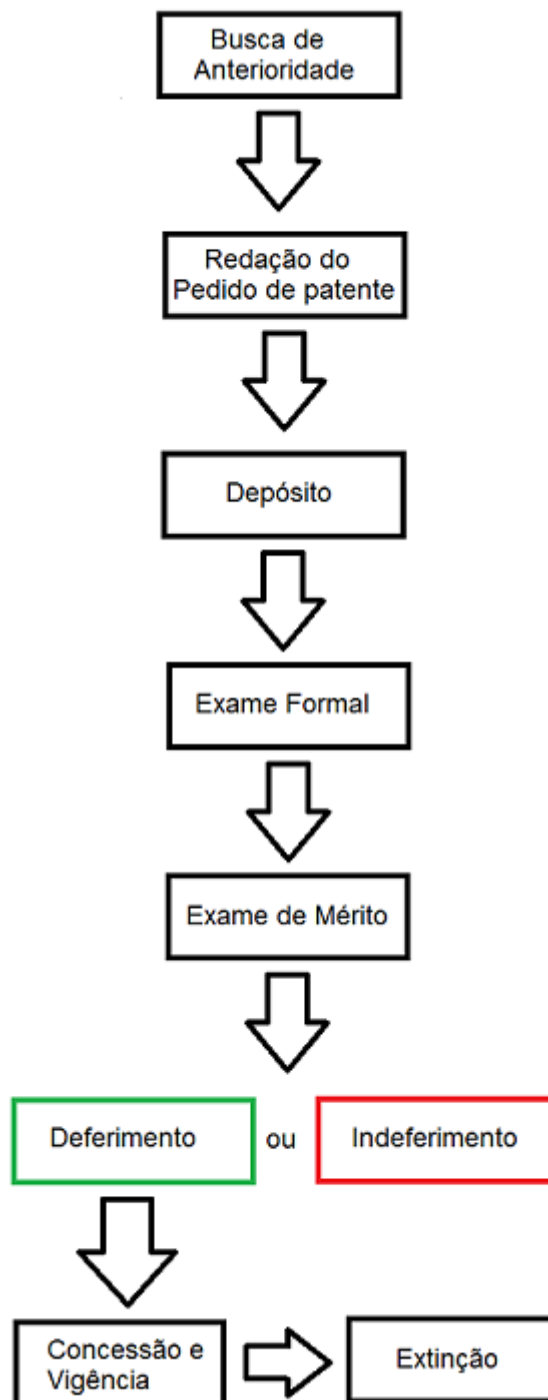 Busca de
Anterioridade
Redação do
Pedido de patente
Depósito
Exame Formal
Exame de Mérito
Deferimento ou Indeferimento
Concessão e
Vigência
Extinção